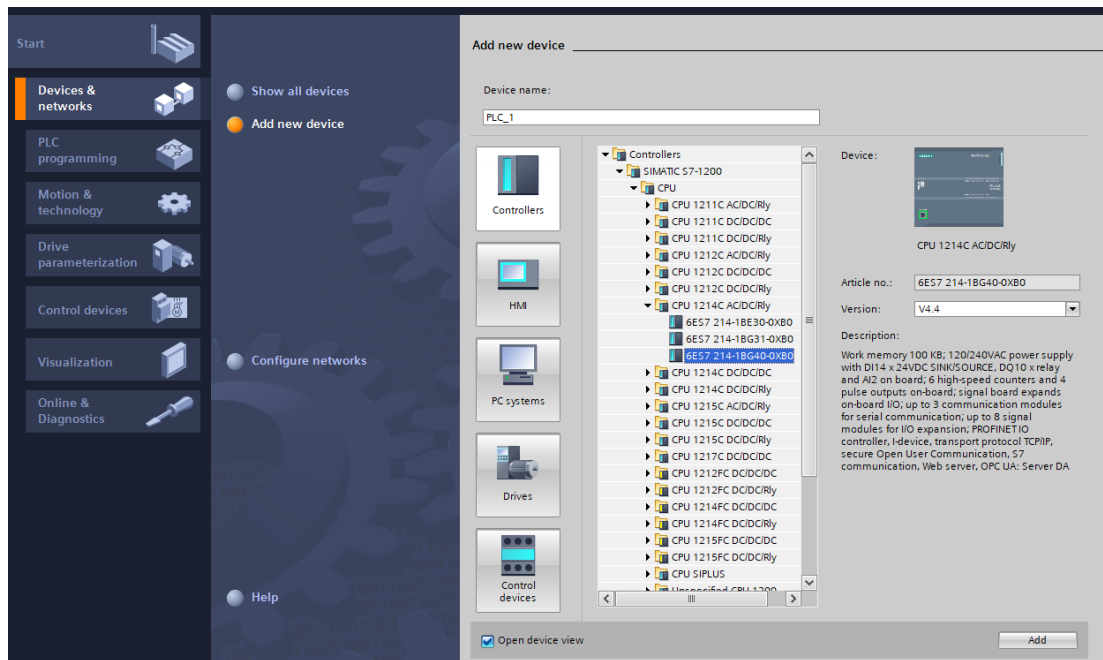 Start
Devices &
networks
PLC
programming
Motion &
technology
Drive
parameterization
Control devices
Visualization
Online &
Diagnostics
Show all devices
Add new device
Configure networks
Help
Add new device
Device name:
PLC_1
Controllers
HMI
PC systems
Drives
Control
devices
Controllers
SIMATIC S7-1200
CPU
CPU 1211C AC/DC/Rly
CPU 1211C DC/DC/DC
CPU 1211C DC/DC/Rly
CPU 1212C AC/DC/Rly
CPU 1212C DC/DC/DC
CPU 1212C DC/DC/Rly
CPU 1214C AC/DC/Rly
6ES7 214-1BE30-0XB0
6ES7 214-1BG31-0XB0
6ES7 214-1BG40-0XB0
CPU 1214C DC/DC/DC
CPU 1214C DC/DC/Rly
CPU 1215C AC/DC/Rly
CPU 1215C DC/DC/DC
CPU 1215C DC/DC/Rly
CPU 1217C DC/DC/DC
CPU 1212FC DC/DC/DC
CPU 1212FC DC/DC/Rly
CPU 1214FC DC/DC/DC
CPU 1214FC DC/DC/Rly
CPU 1215FC DC/DC/DC
CPU 1215FC DC/DC/Rly
CPU SIPLUS
Unspecified CPU 1200
Device:
CPU 1214C AC/DC/Rly
Article no.: 6ES7 214-1BG40-0XB0
Version: V4.4
Description:
Work memory 100 KB; 120/240VAC power supply
with DI14 x 24VDC SINK/SOURCE, DQ10 x relay
and AI2 on board; 6 high-speed counters and 4
pulse outputs on-board; signal board expands
on-board I/O; up to 3 communication modules
for serial communication; up to 8 signal
modules for I/O expansion; PROFINET IO
controller, I-device, transport protocol TCP/IP,
secure Open User Communication, S7
communication, Web server, OPC UA: Server DA
Open device view
Add